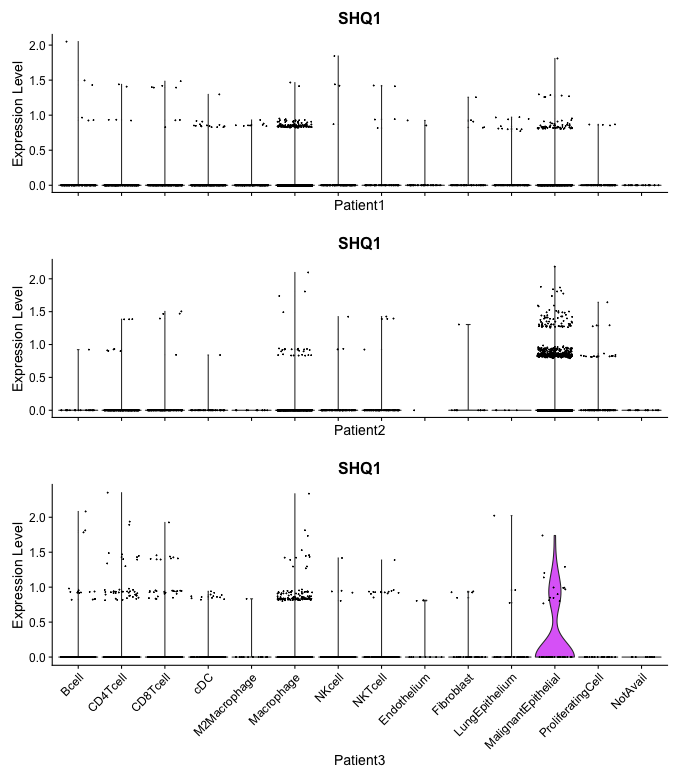 SHQ1
Expression Level
2.0
1.5
1.0
0.5
0.0
Patient1
SHQ1
Expression Level
2.0
1.5
1.0
0.5
0.0
Patient2
SHQ1
Expression Level
2.0
1.5
1.0
0.5
0.0
Bcell
CD4Tcell
CD8Tcell
cDC
M2Macrophage
Macrophage
NKcell
NKTcell
Endothelium
Fibroblast
LungEpithelium
MalignantEpithelial
ProliferatingCell
NotAvail
Patient3